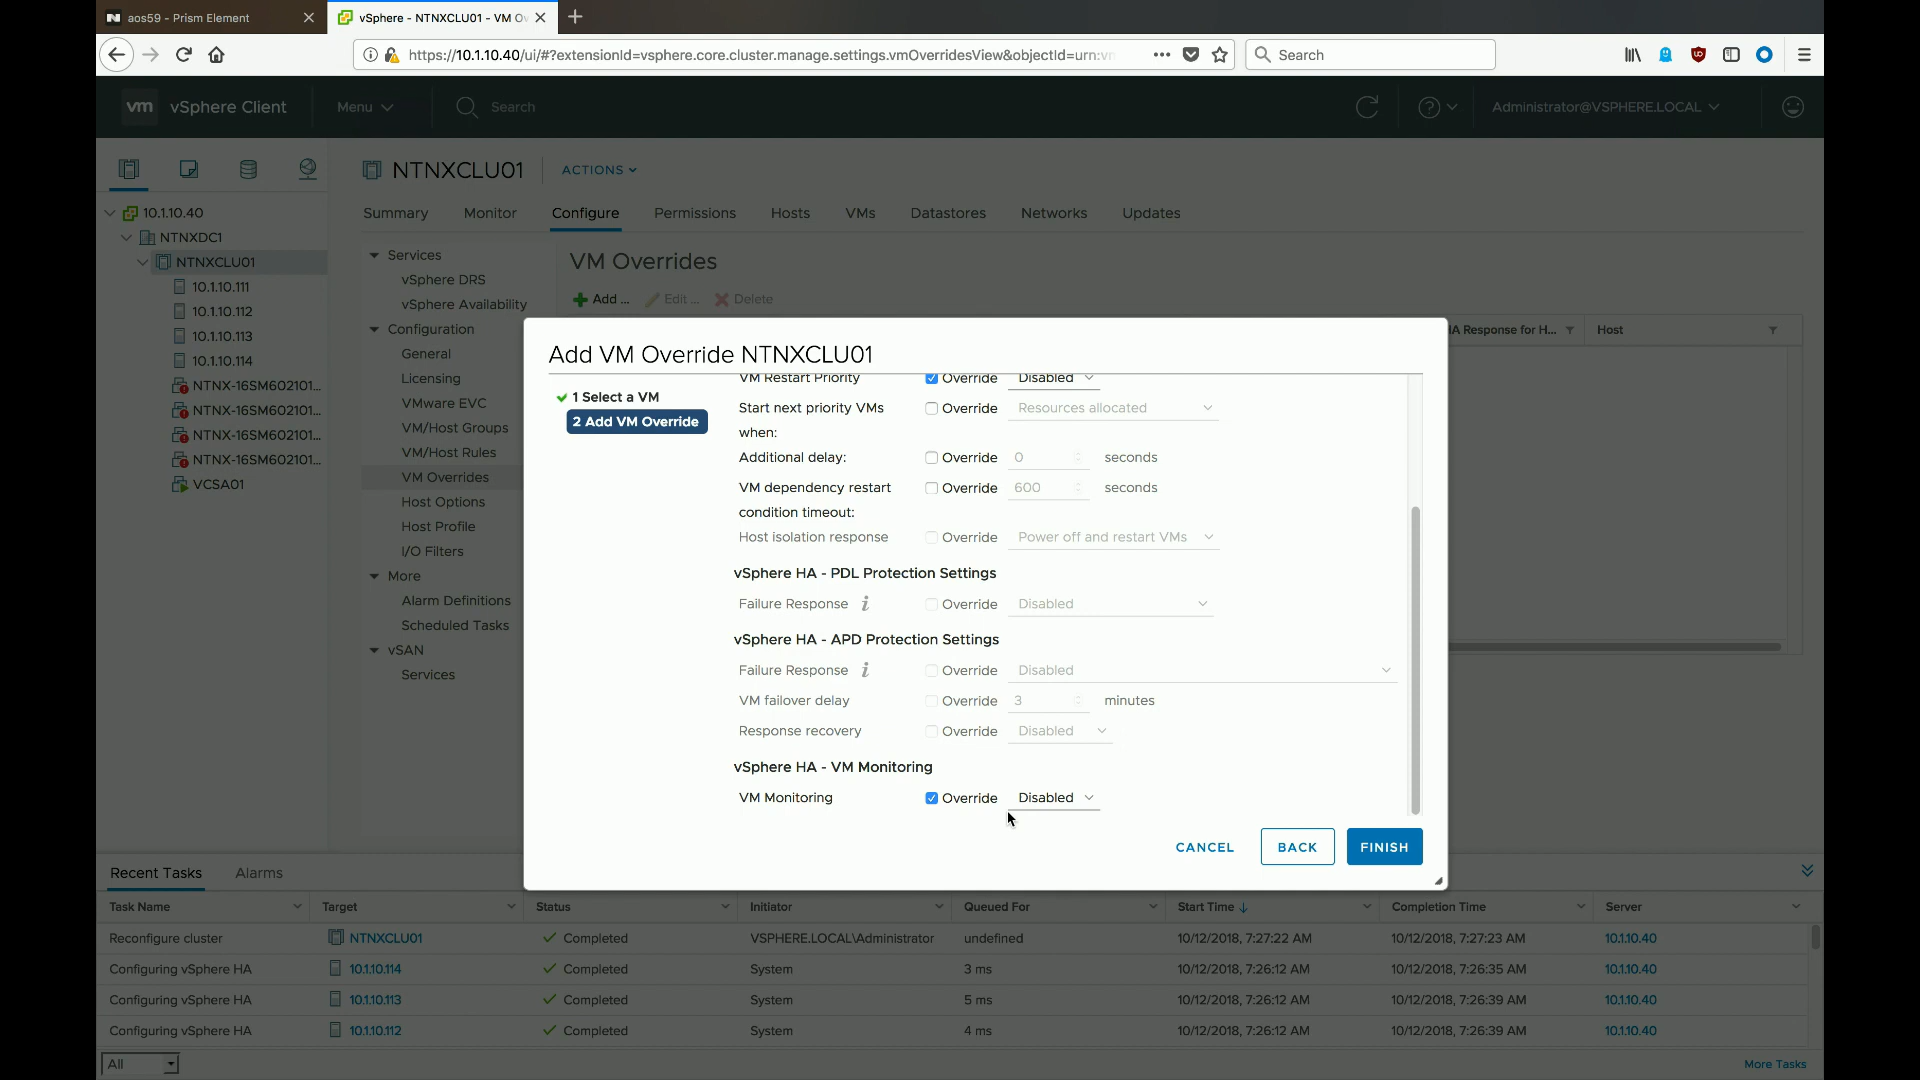 aos59 - Prism Element
vSphere - NTNXCLU01 - VM O
https://10.1.10.40/ui/#?extensionId=vsphere.core.cluster.manage.settings.vmOverridesView&objectId=urn:vm
Search
vm vSphere Client
Menu
Search
Administrator@VSPHERE.LOCAL
10.1.10.40
NTNXDC1
NTNXCLU01
10.1.10.111
10.1.10.112
10.1.10.113
10.1.10.114
NTNX-16SM602101...
NTNX-16SM602101...
NTNX-16SM602101...
NTNX-16SM602101...
VCSA01
NTNXCLU01
ACTIONS
Summary Monitor Configure Permissions Hosts VMs Datastores Networks Updates
Services
vSphere DRS
vSphere Availability
Configuration
General
Licensing
VMware EVC
VM/Host Groups
VM/Host Rules
VM Overrides
Host Options
Host Profile
I/O Filters
More
Alarm Definitions
Scheduled Tasks
vSAN
Services
VM Overrides
Add ... Edit ... Delete
HA Response for H... Host
Add VM Override NTNXCLU01
1 Select a VM
2 Add VM Override
VM Restart Priority Override Disabled
Start next priority VMs Override Resources allocated
when:
Additional delay: Override 0 seconds
VM dependency restart Override 600 seconds
condition timeout:
Host isolation response Override Power off and restart VMs
vSphere HA - PDL Protection Settings
Failure Response i Override Disabled
vSphere HA - APD Protection Settings
Failure Response i Override Disabled
VM failover delay Override 3 minutes
Response recovery Override Disabled
vSphere HA - VM Monitoring
VM Monitoring Override Disabled
CANCEL BACK FINISH
Recent Tasks Alarms
Task Name Target Status Initiator Queued For Start Time Completion Time Server
Reconfigure cluster NTNXCLU01 Completed VSPHERE.LOCAL\Administrator undefined 10/12/2018, 7:27:22 AM 10/12/2018, 7:27:23 AM 10.1.10.40
Configuring vSphere HA 10.1.10.114 Completed System 3 ms 10/12/2018, 7:26:12 AM 10/12/2018, 7:26:35 AM 10.1.10.40
Configuring vSphere HA 10.1.10.113 Completed System 5 ms 10/12/2018, 7:26:12 AM 10/12/2018, 7:26:39 AM 10.1.10.40
Configuring vSphere HA 10.1.10.112 Completed System 4 ms 10/12/2018, 7:26:12 AM 10/12/2018, 7:26:39 AM 10.1.10.40
All
More Tasks